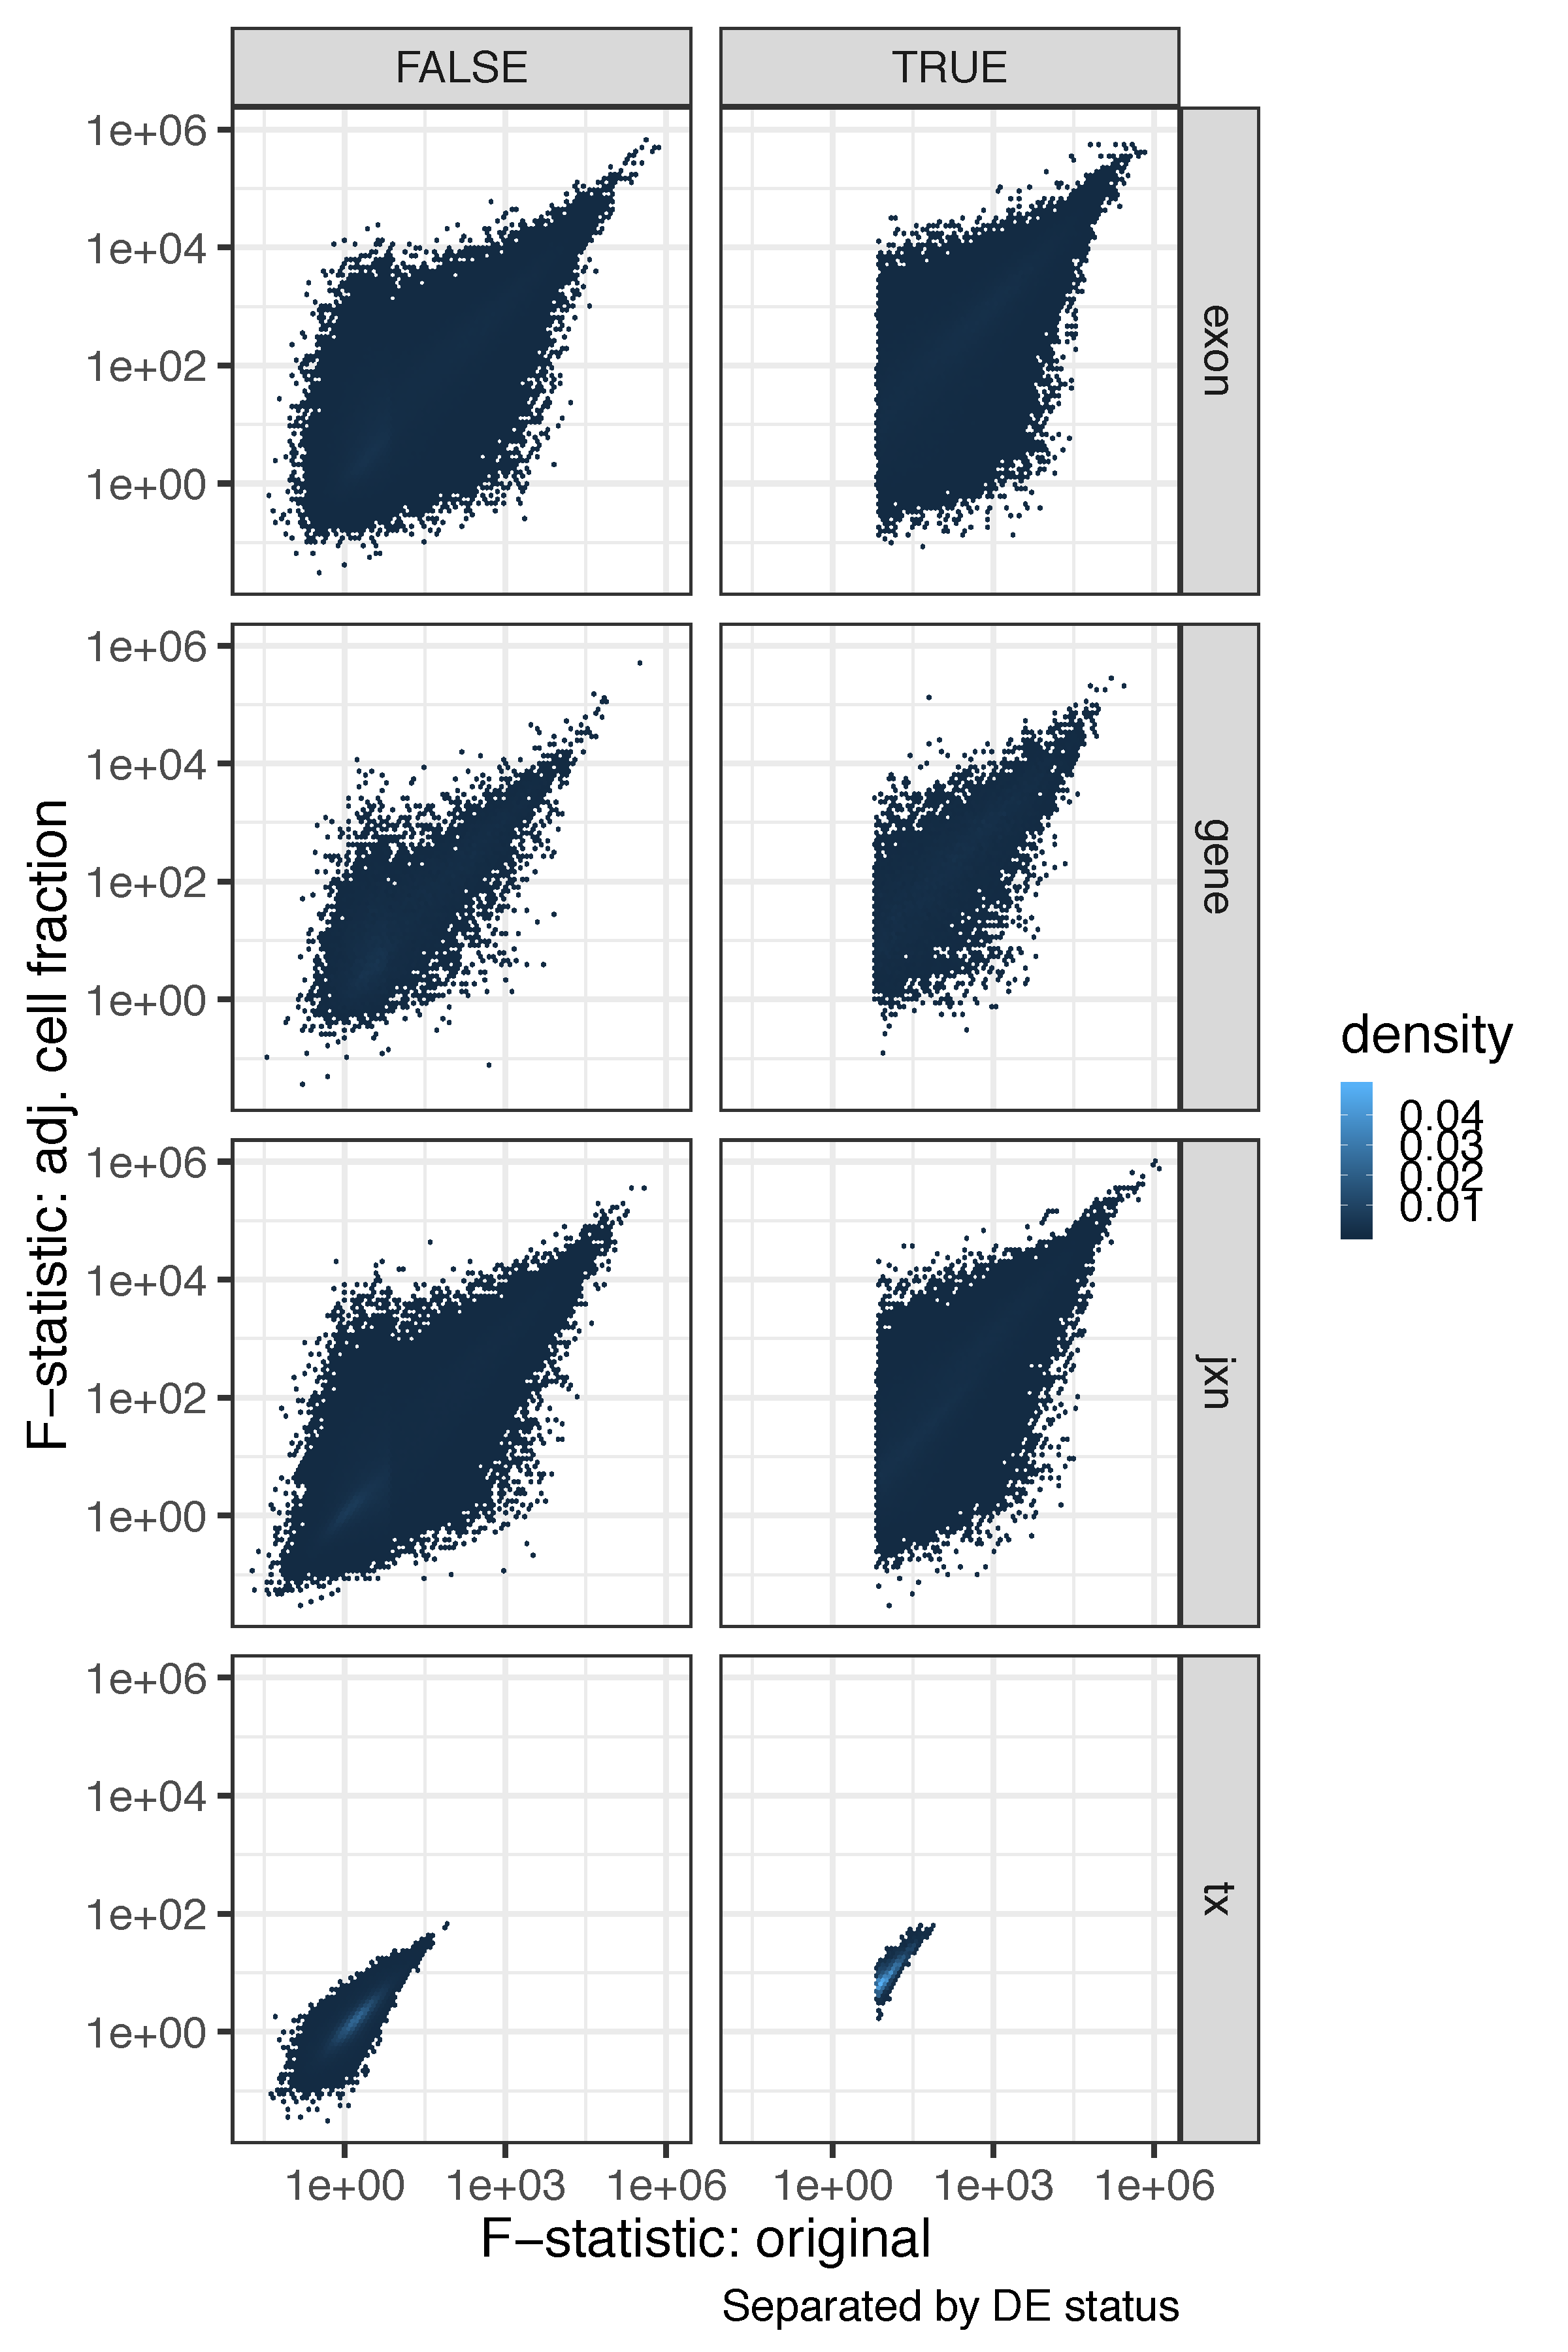 FALSE
TRUE
1e+06
1e+04
1e+02
1e+00
exon
1e+06
1e+04
1e+02
1e+00
gene
1e+06
1e+04
1e+02
1e+00
jxn
1e+06
1e+04
1e+02
1e+00
tx
1e+00 1e+03 1e+06
1e+00 1e+03 1e+06
F−statistic: original
F−statistic: adj. cell fraction
Separated by DE status
density
0.04
0.03
0.02
0.01